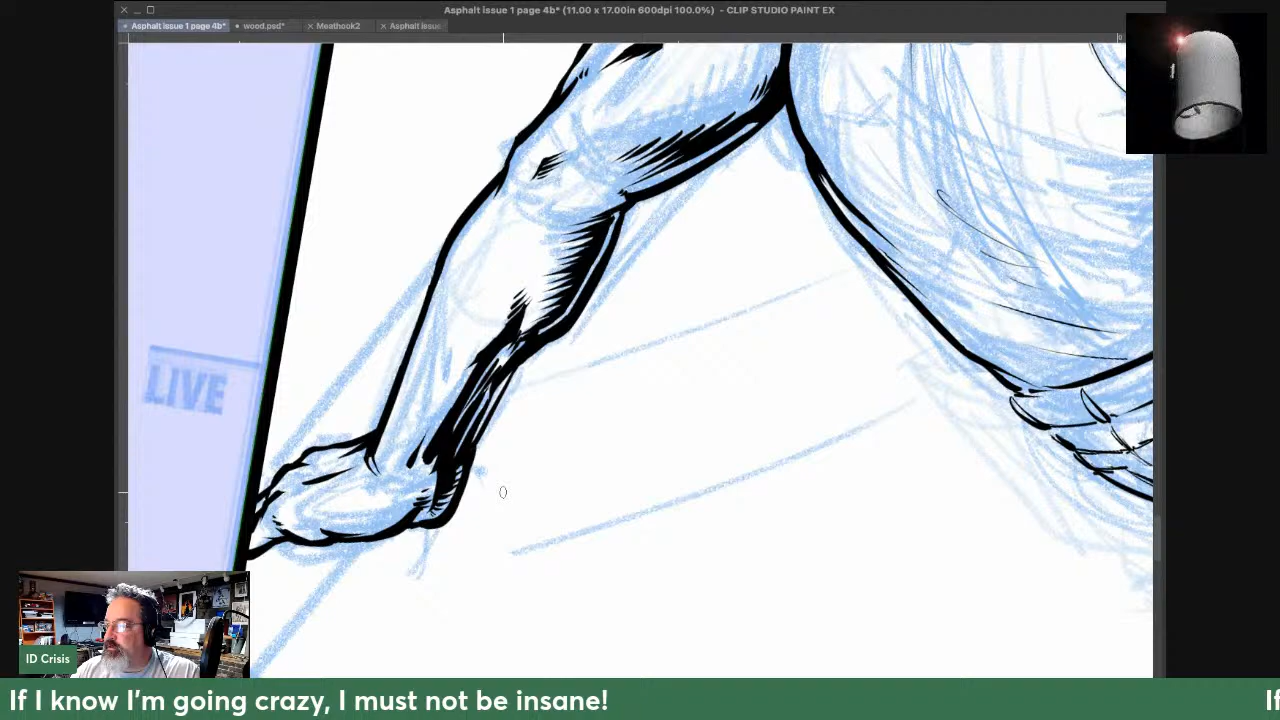 Asphalt issue 1 page 4b* (11.00 x 17.00in 600dpi 100.0%) - CLIP STUDIO PAINT EX
Asphalt issue 1 page 4b* wood.psd* Meathook2 Asphalt issue
LIVE
ID Crisis
If I know I'm going crazy, I must not be insane! If